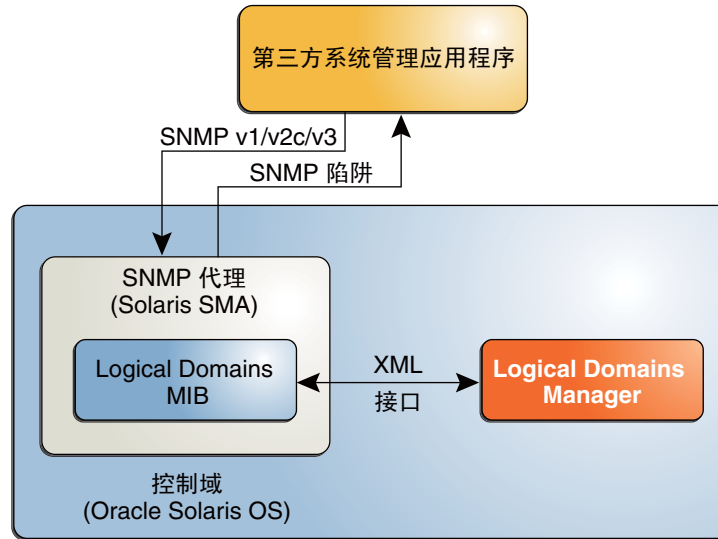 第三方系统管理应用程序
SNMP v1/v2c/v3
SNMP 陷阱
SNMP 代理
(Solaris SMA)
Logical Domains
MIB
XML
接口
Logical Domains
Manager
控制域
(Oracle Solaris OS)